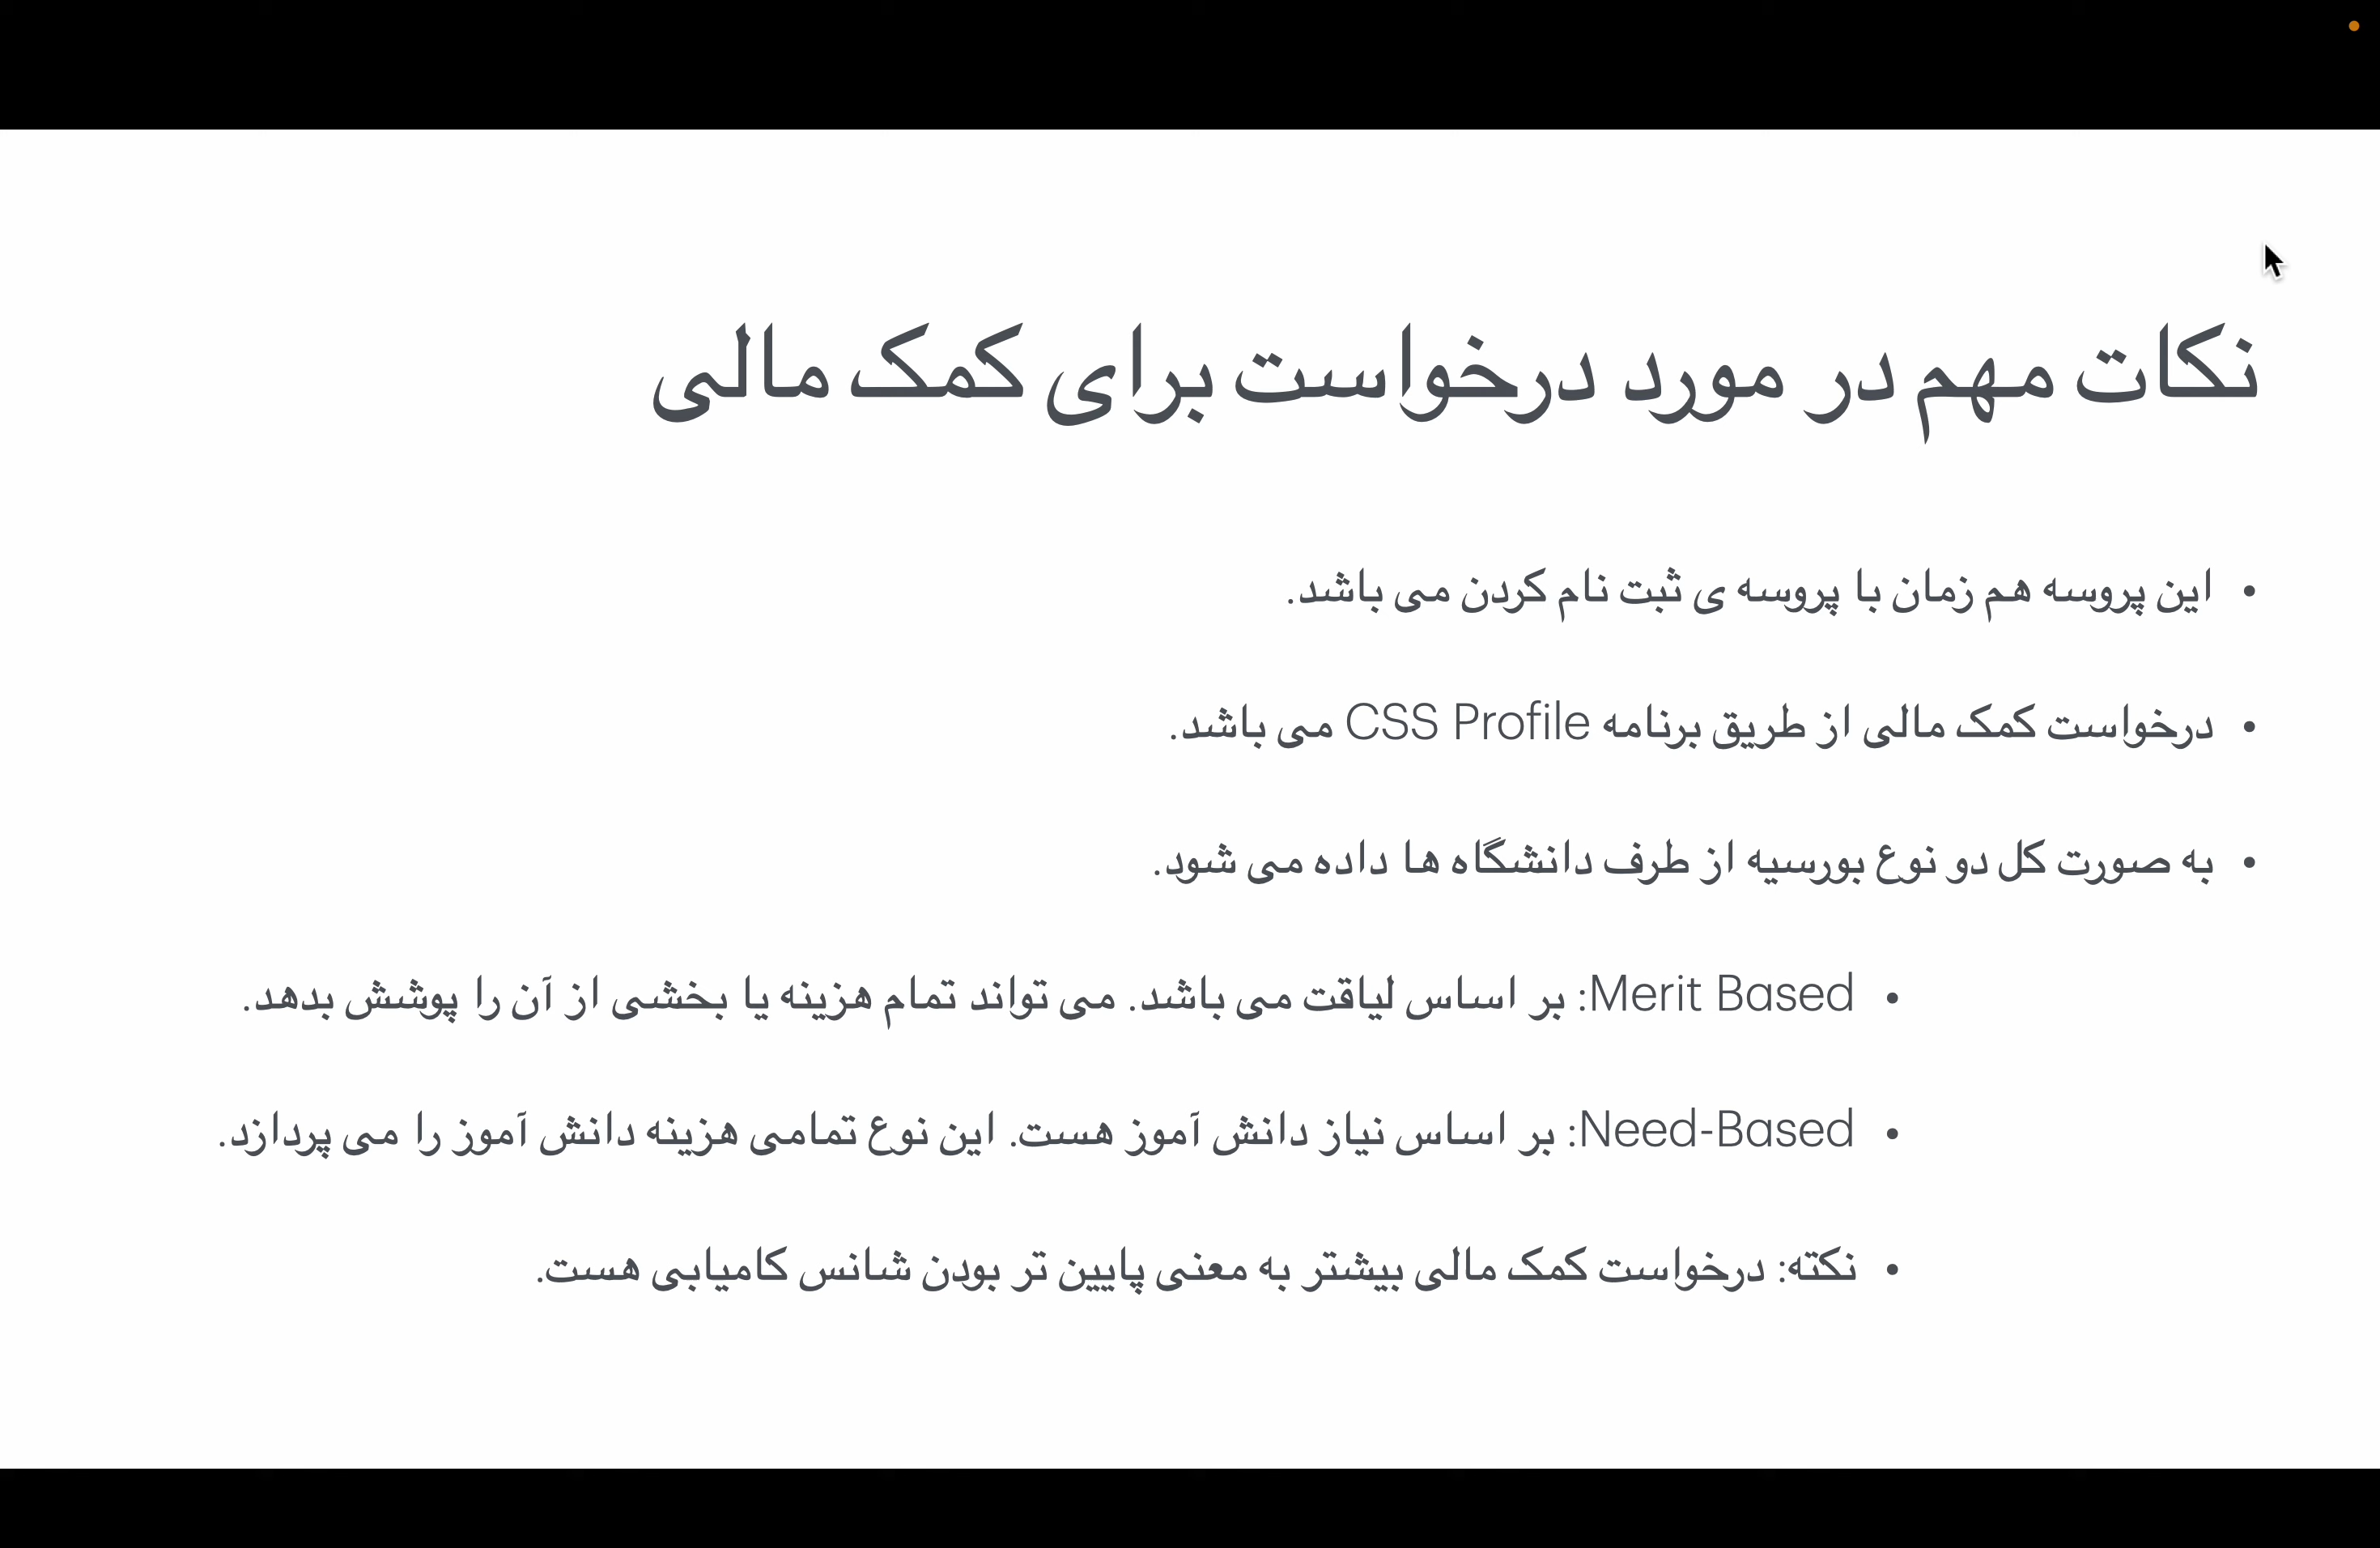 نکات مهم در مورد درخواست برای کمک مالی
• این پروسه هم زمان با پروسه ی ثبت نام کردن می باشد.
• درخواست کمک مالی از طریق برنامه CSS Profile می باشد.
• به صورت کل دو نوع بورسیه از طرف دانشگاه ها داده می شود.
• Merit Based: بر اساس لیاقت می باشد. می تواند تمام هزینه یا بخشی از آن را پوشش بدهد.
• Need-Based: بر اساس نیاز دانش آموز هست. این نوع تمامی هزینه دانش آموز را می پردازد.
• نکته: درخواست کمک مالی بیشتر به معنی پایین تر بودن شانس کامیابی هست.